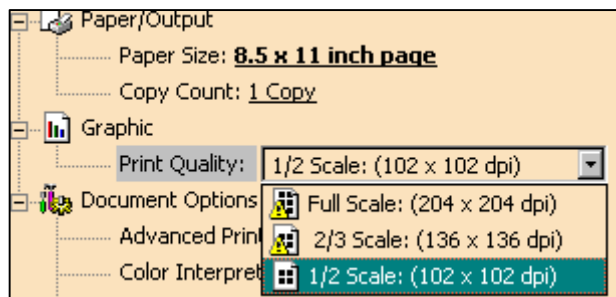 Paper/Output
Paper Size: 8.5 x 11 inch page
Copy Count: 1 Copy
Graphic
Print Quality: 1/2 Scale: (102 x 102 dpi)
Document Options
Full Scale: (204 x 204 dpi)
Advanced Print
2/3 Scale: (136 x 136 dpi)
Color Interpret
1/2 Scale: (102 x 102 dpi)